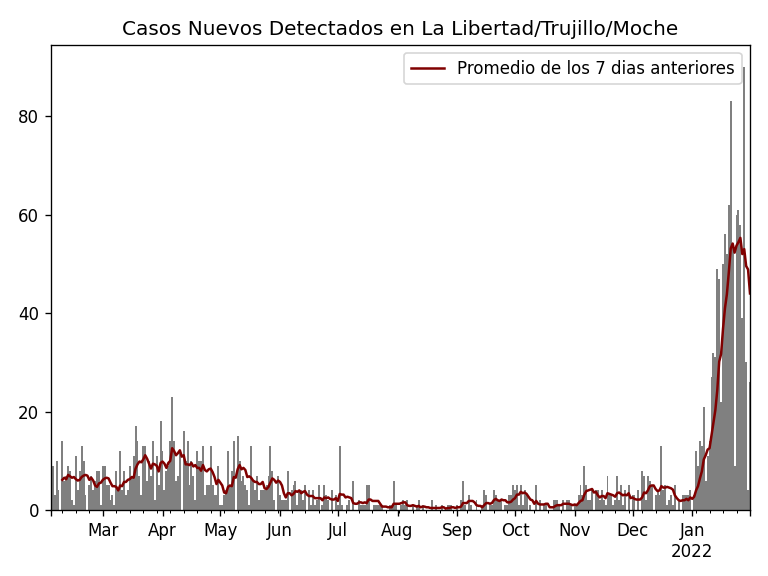 Casos Nuevos Detectados en La Libertad/Trujillo/Moche
Promedio de los 7 dias anteriores
80
60
40
20
0
Mar Apr May Jun Jul Aug Sep Oct Nov Dec Jan
2022